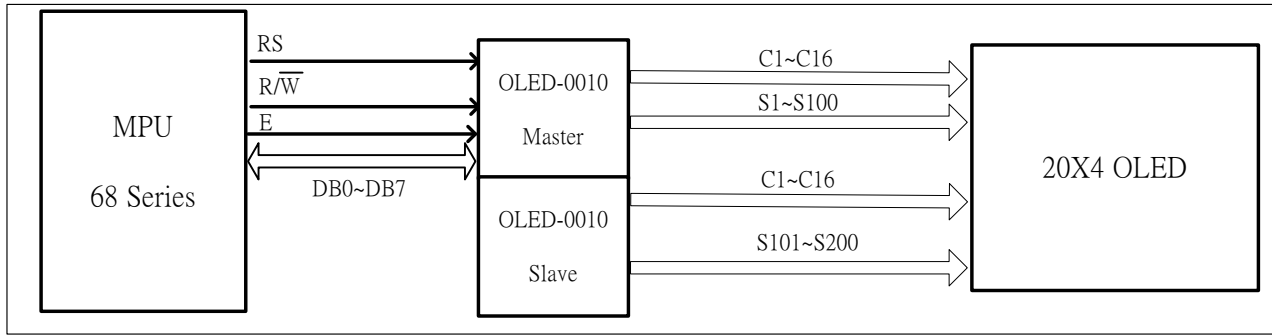 MPU
68 Series
RS
R/W̅
E
DB0~DB7
OLED-0010
Master
OLED-0010
Slave
C1~C16
S1~S100
C1~C16
S101~S200
20X4 OLED